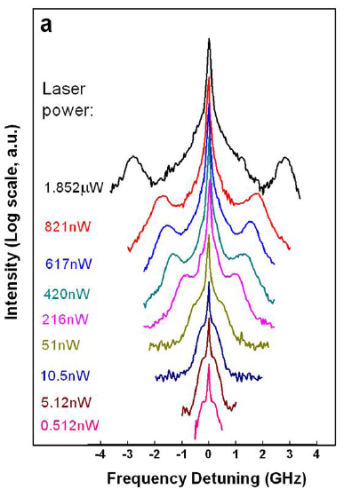 a
Laser
power:
1.852μW
821nW
617nW
420nW
216nW
51nW
10.5nW
5.12nW
0.512nW
Intensity (Log scale, a.u.)
-4 -3 -2 -1 0 1 2 3 4
Frequency Detuning (GHz)